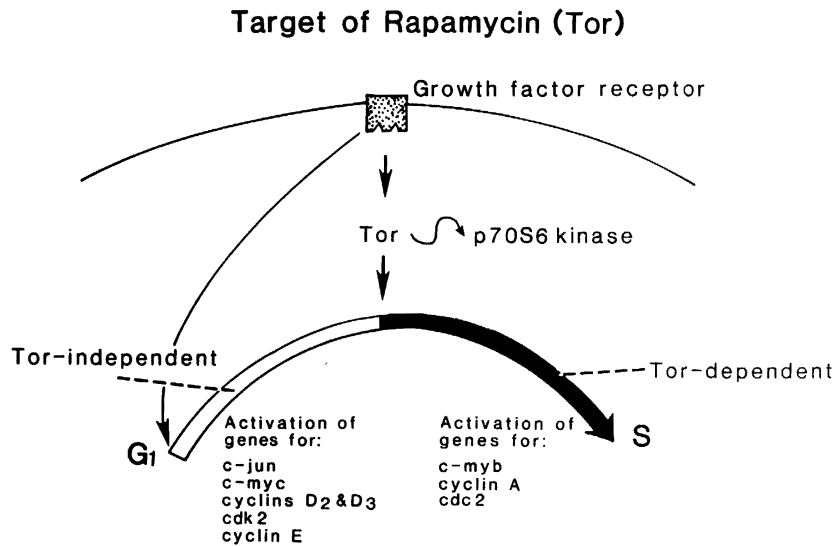 Target of Rapamycin (Tor)
Growth factor receptor
Tor
p70S6 kinase
Tor-independent
Tor-dependent
G1
S
Activation of
genes for:
c-jun
c-myc
cyclins D2&D3
cdk2
cyclin E
Activation of
genes for:
c-myb
cyclin A
cdc2